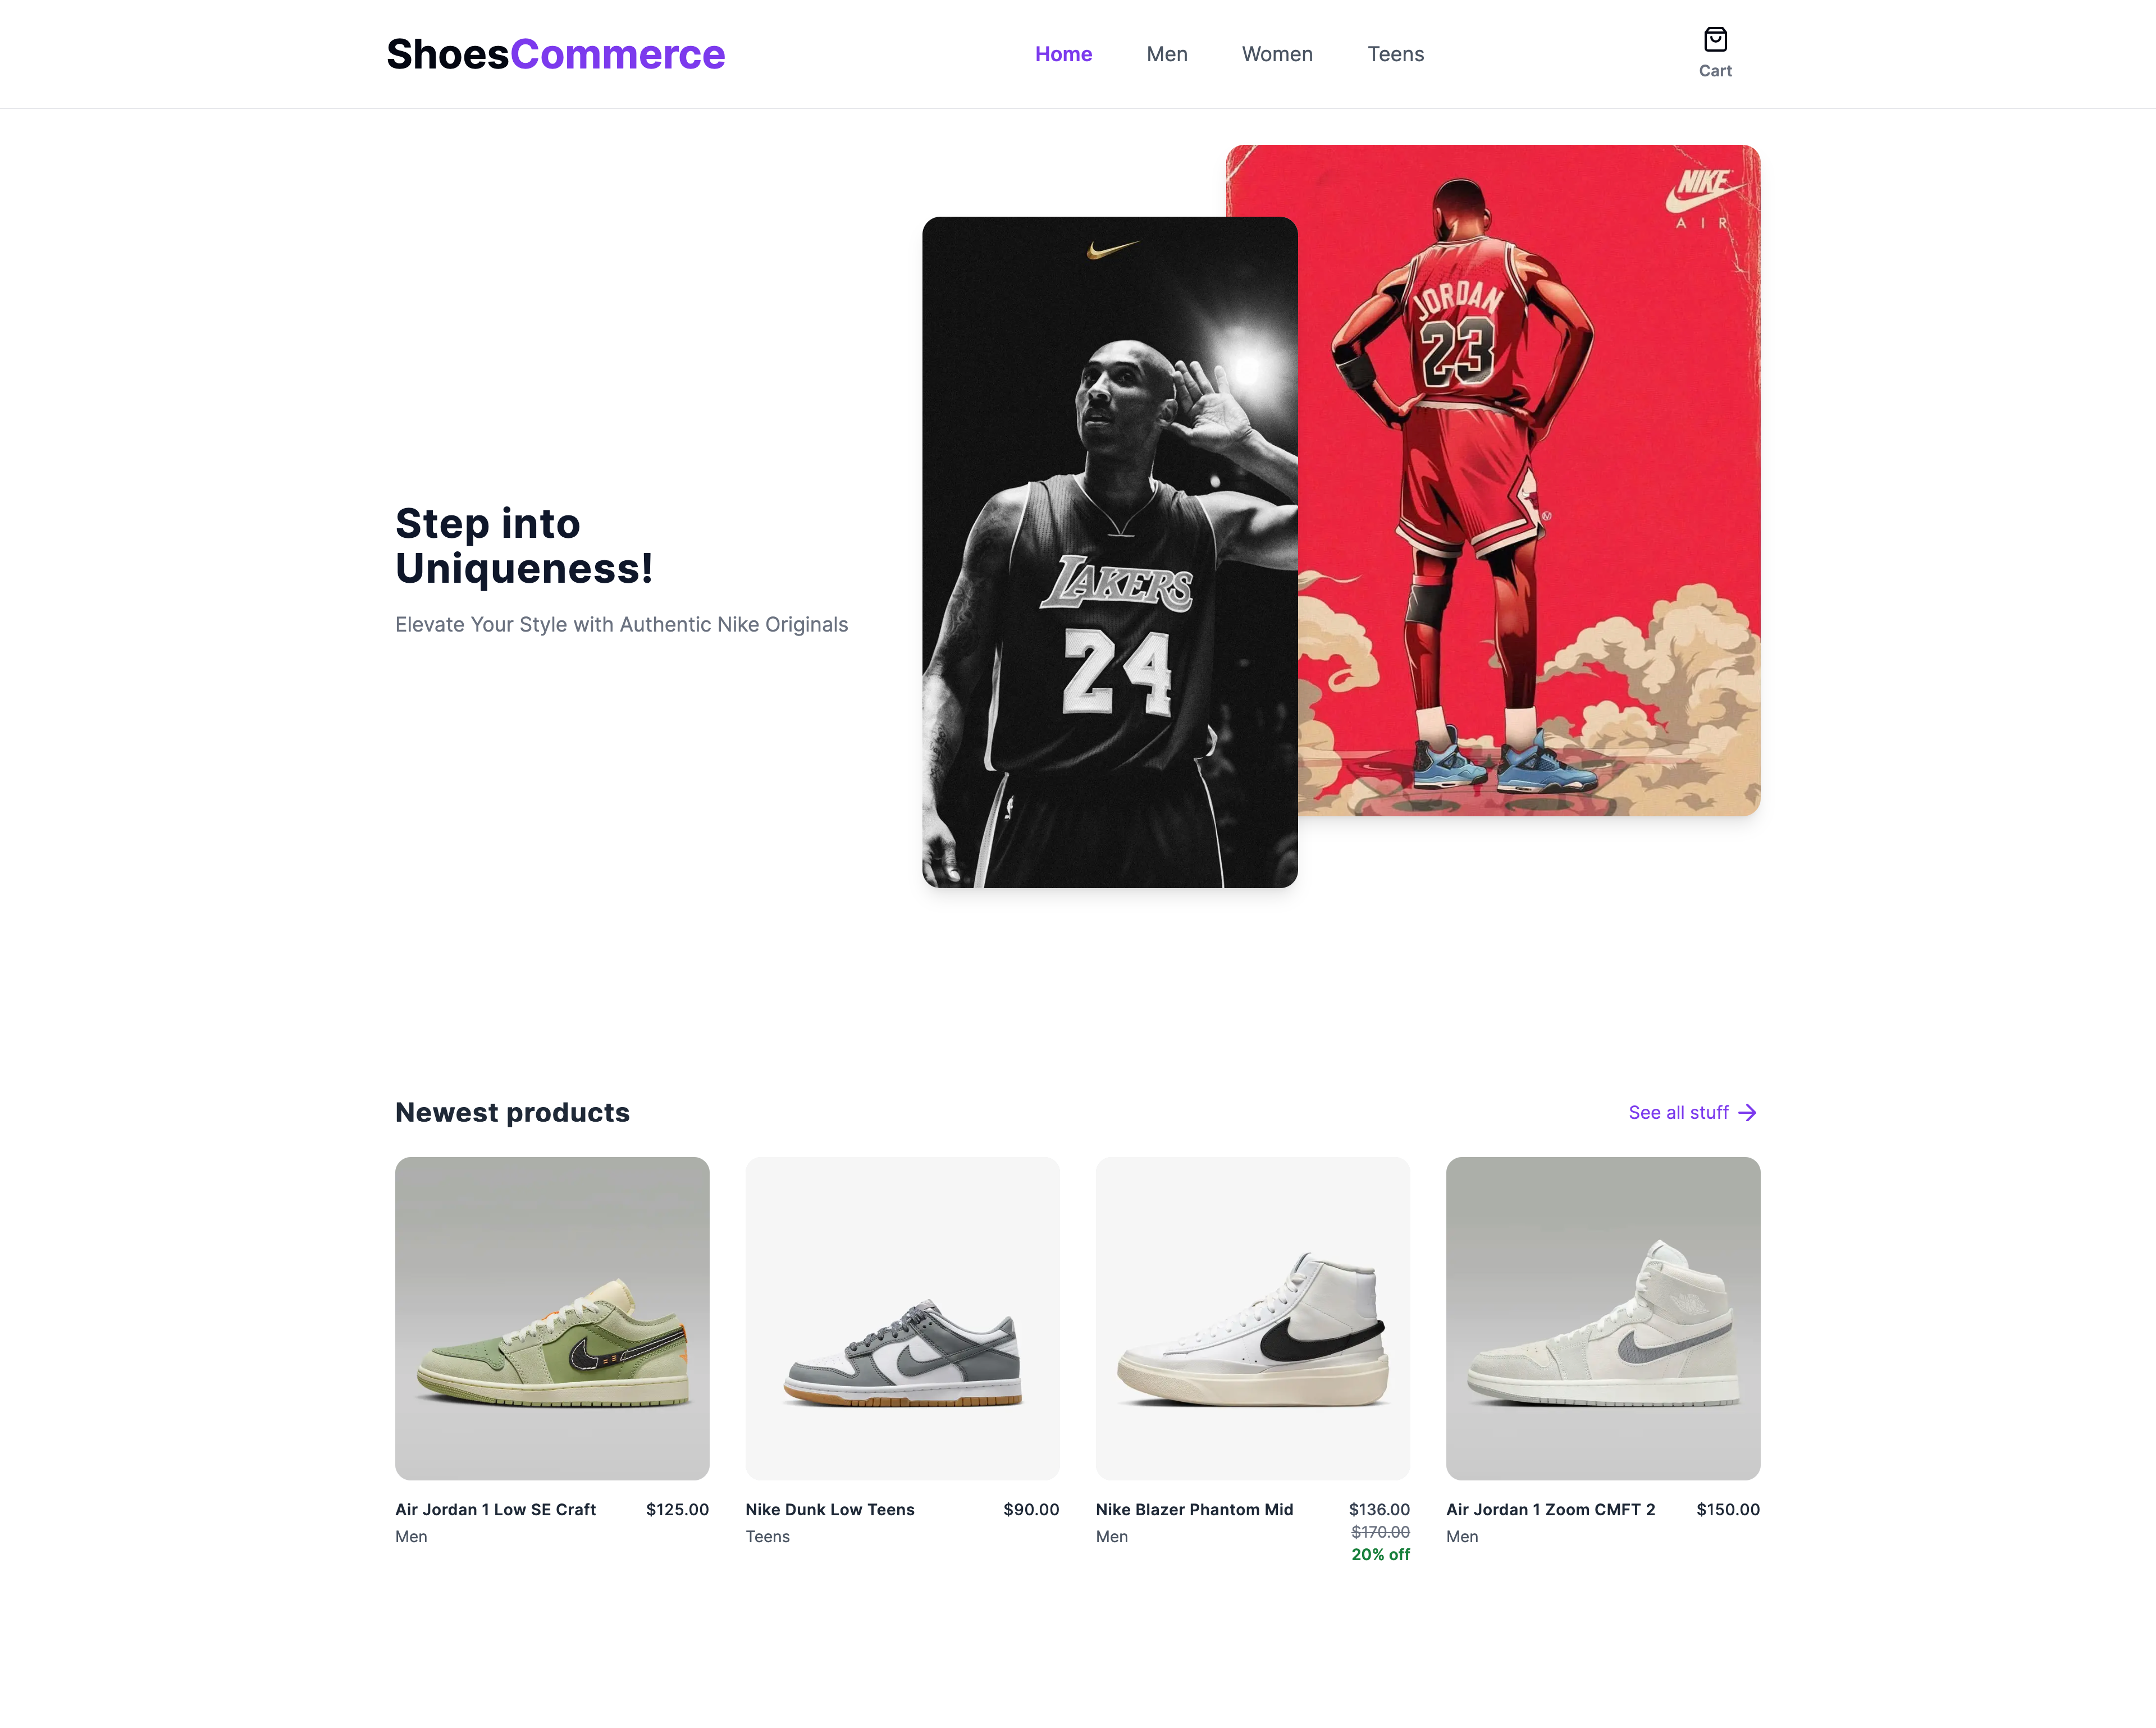 ShoesCommerce
Home
Men
Women
Teens
Cart
NIKE
AIR
JORDAN
23
LAKERS
24
Step into
Uniqueness!
Elevate Your Style with Authentic Nike Originals
Newest products
See all stuff
Air Jordan 1 Low SE Craft
$125.00
Men
Nike Dunk Low Teens
$90.00
Teens
Nike Blazer Phantom Mid
$136.00
Men
$170.00
20% off
Air Jordan 1 Zoom CMFT 2
$150.00
Men